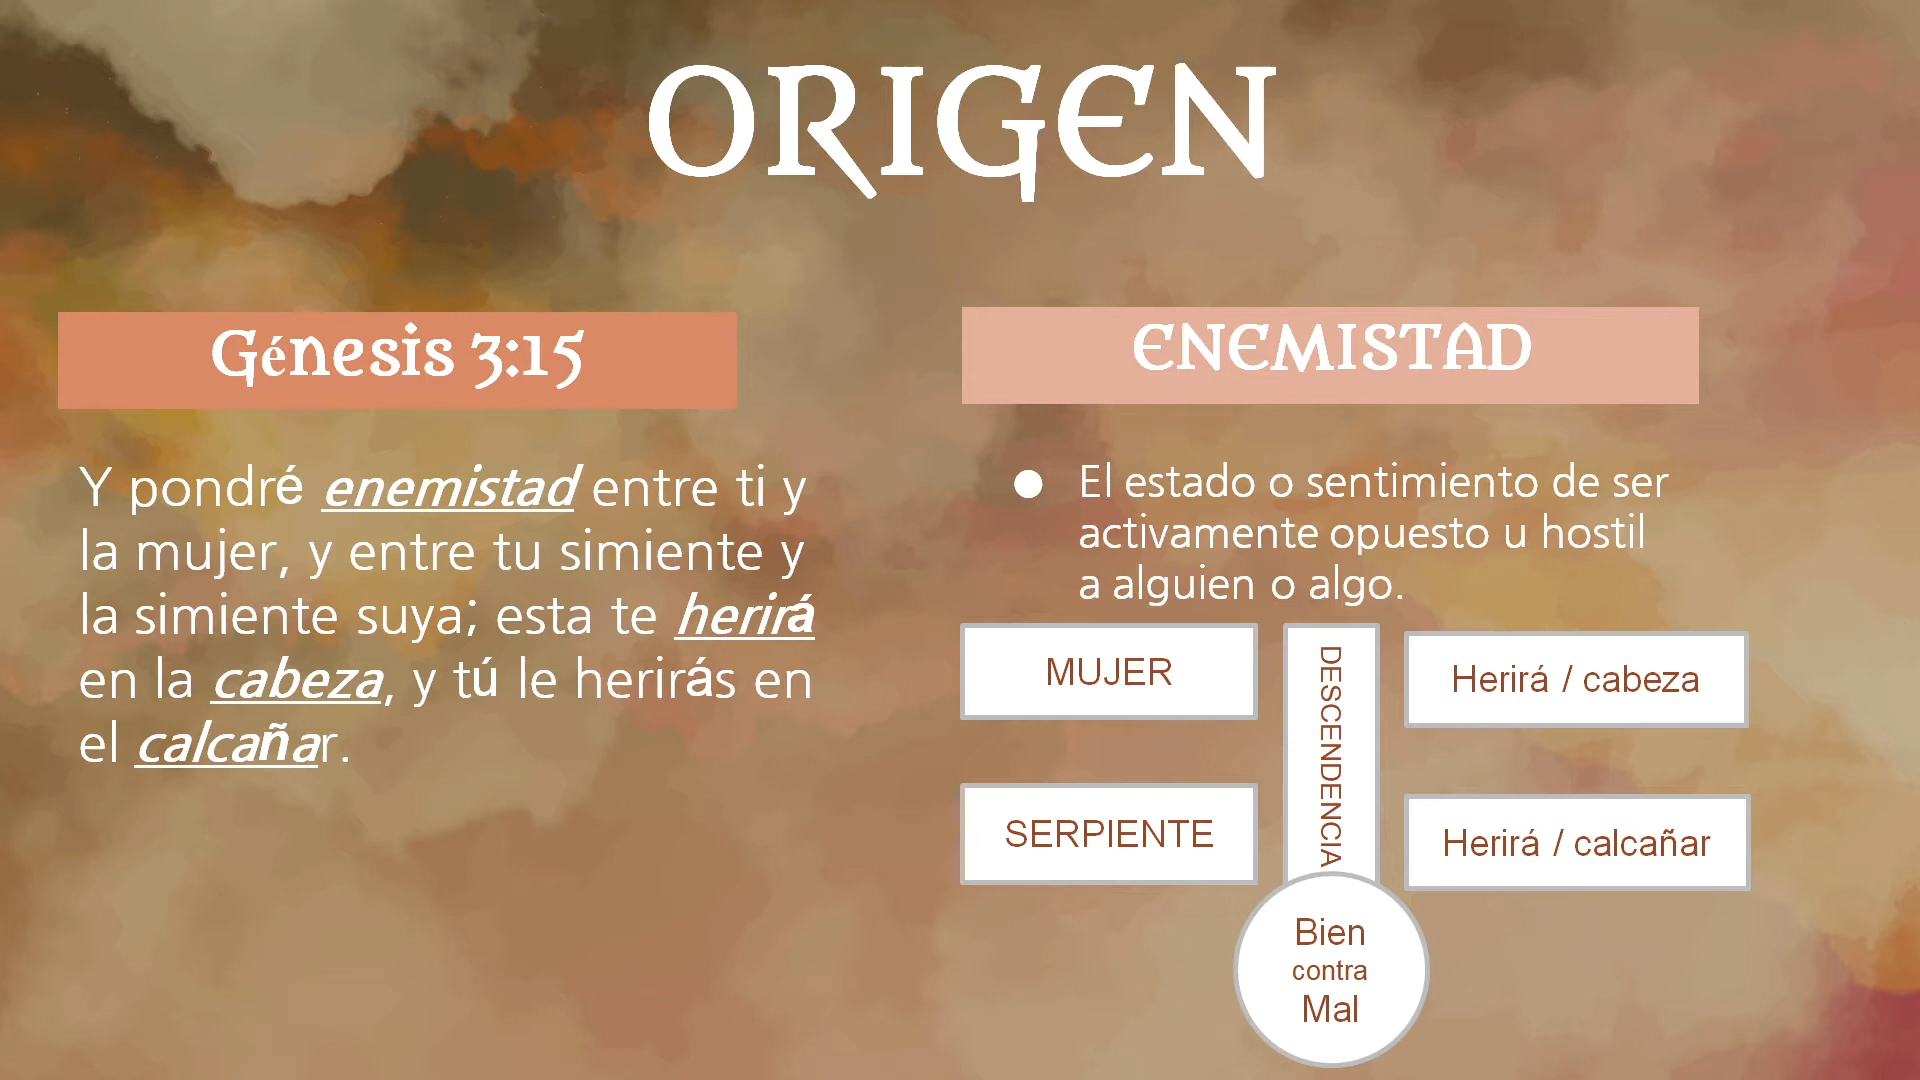 ORIGEN
Génesis 3:15
Y pondré enemistad entre ti y
la mujer, y entre tu simiente y
la simiente suya; esta te herirá
en la cabeza, y tú le herirás en
el calcañar.
ENEMISTAD
● El estado o sentimiento de ser
activamente opuesto u hostil
a alguien o algo.
MUJER
DESCENDENCIA
Herirá / cabeza
SERPIENTE
Herirá / calcañar
Bien
contra
Mal